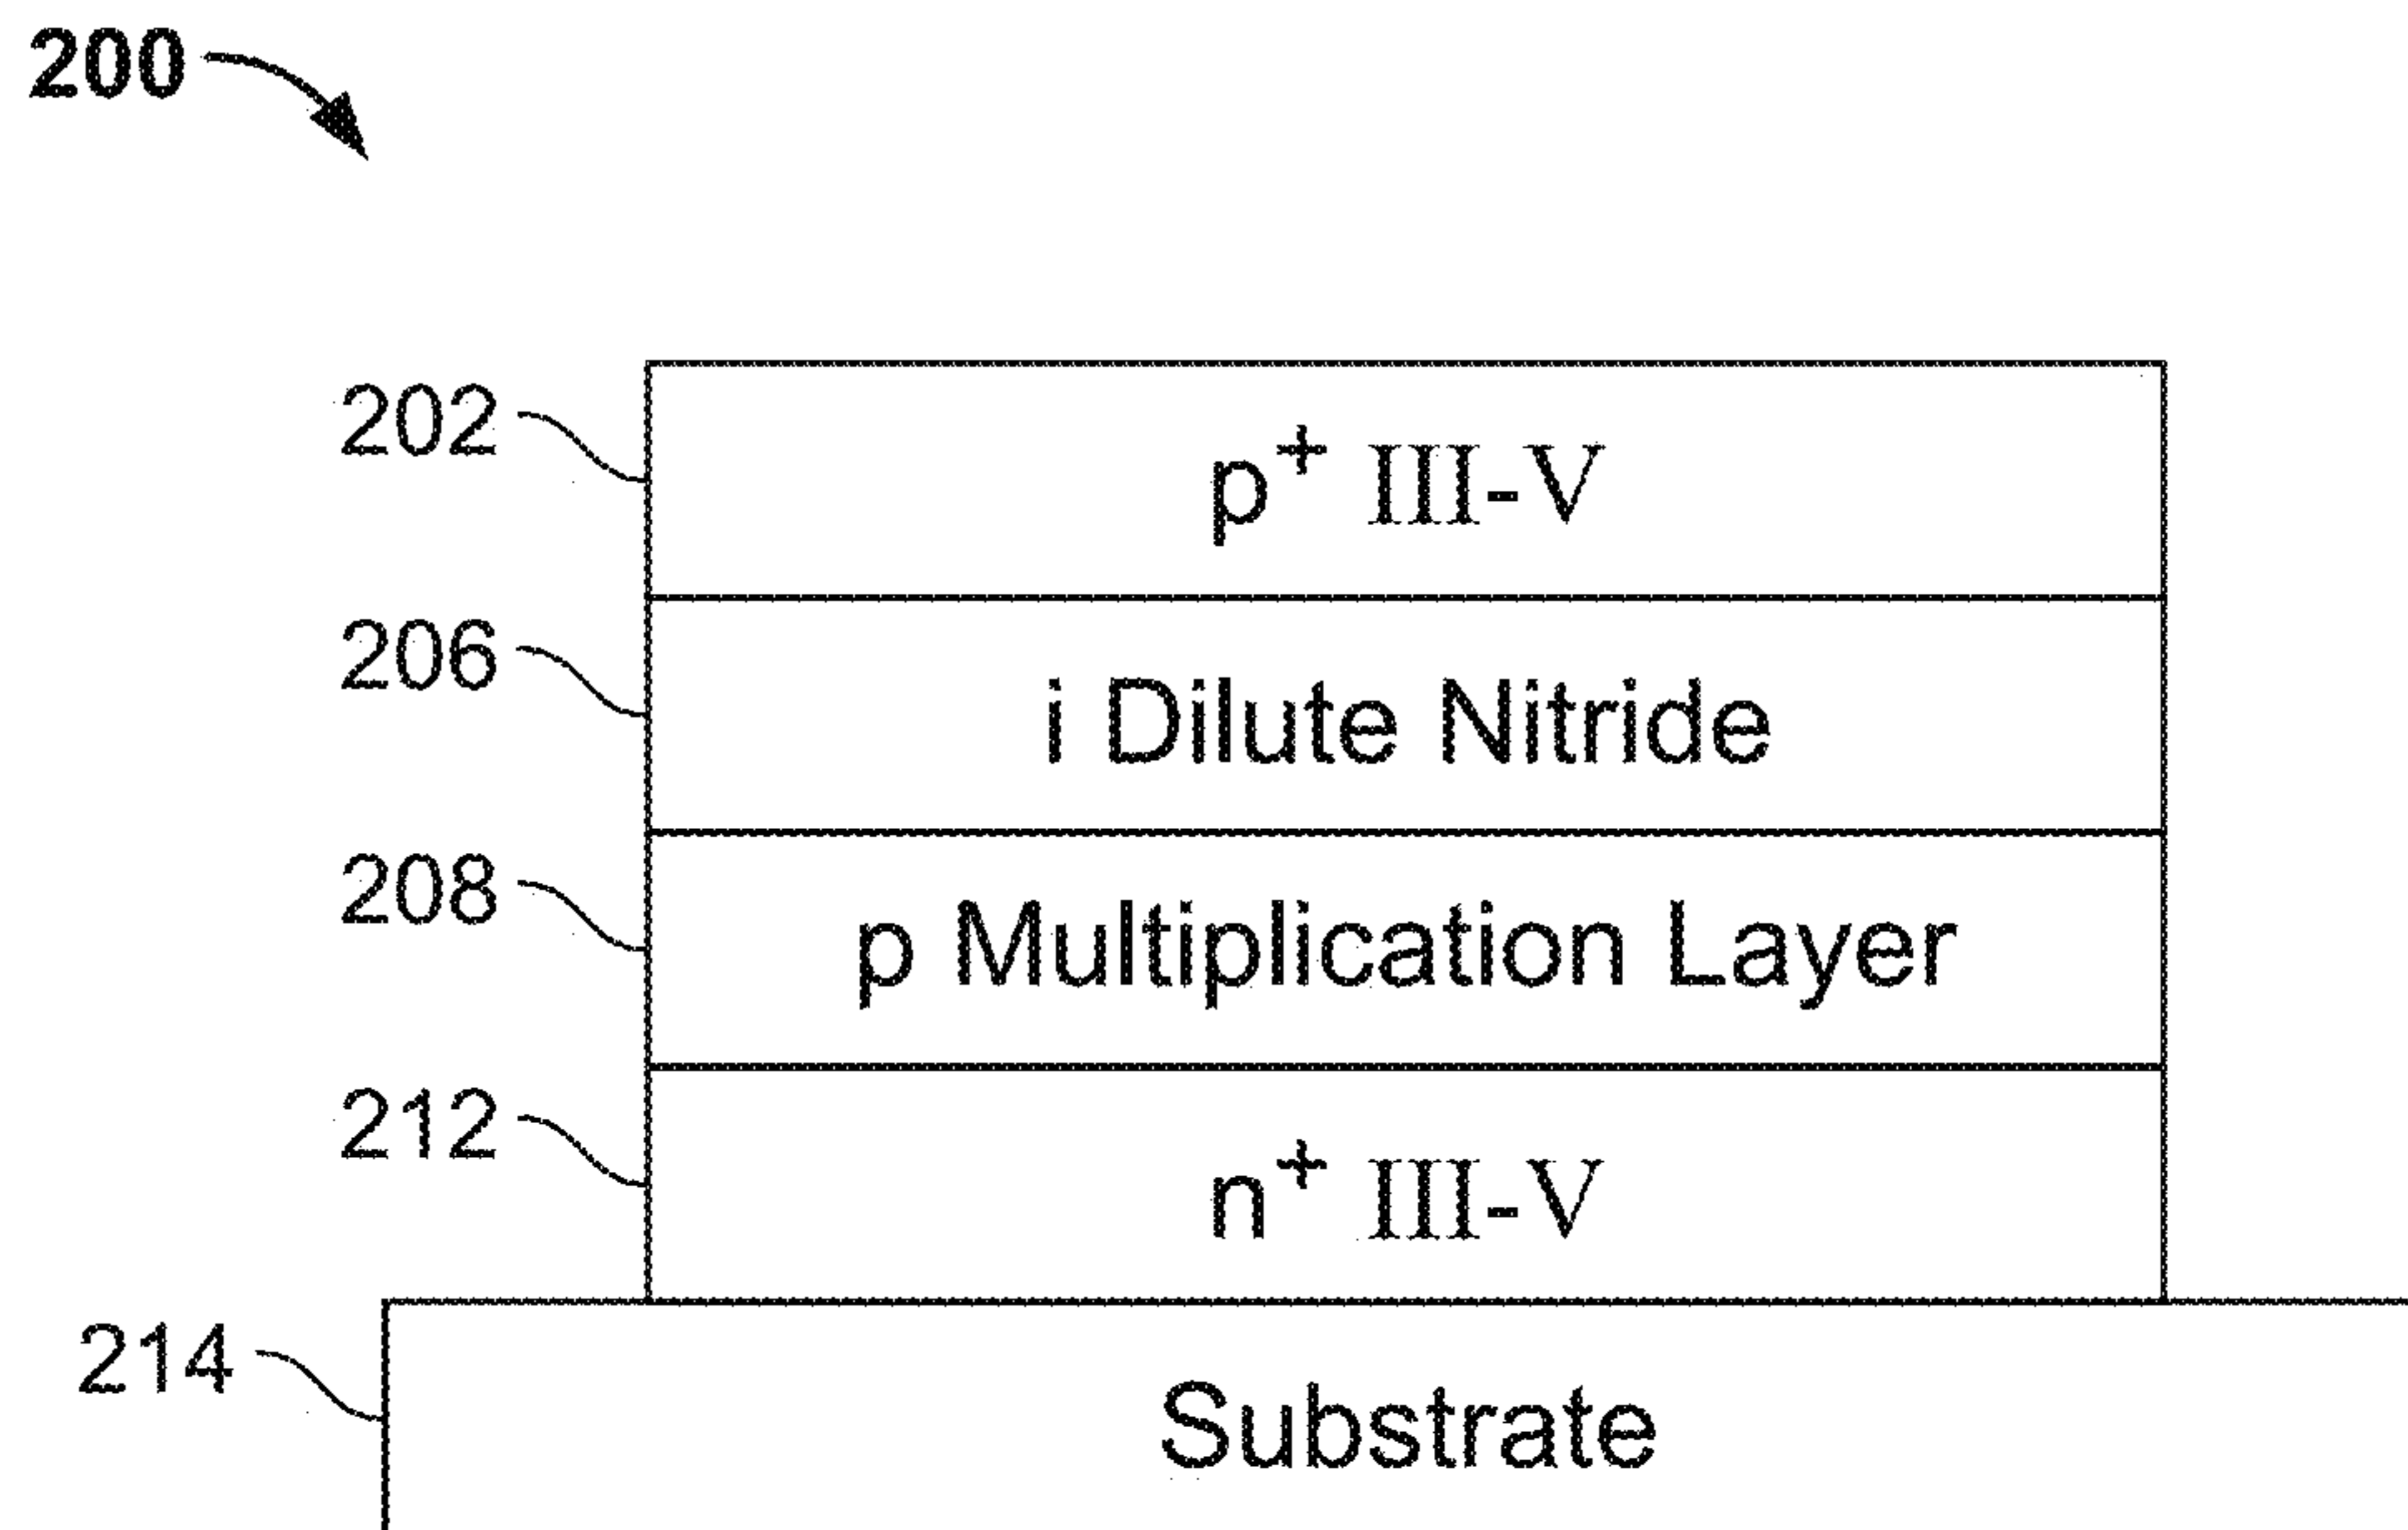 200
202
p+ III-V
206
i Dilute Nitride
208
p Multiplication Layer
212
n+ III-V
214
Substrate